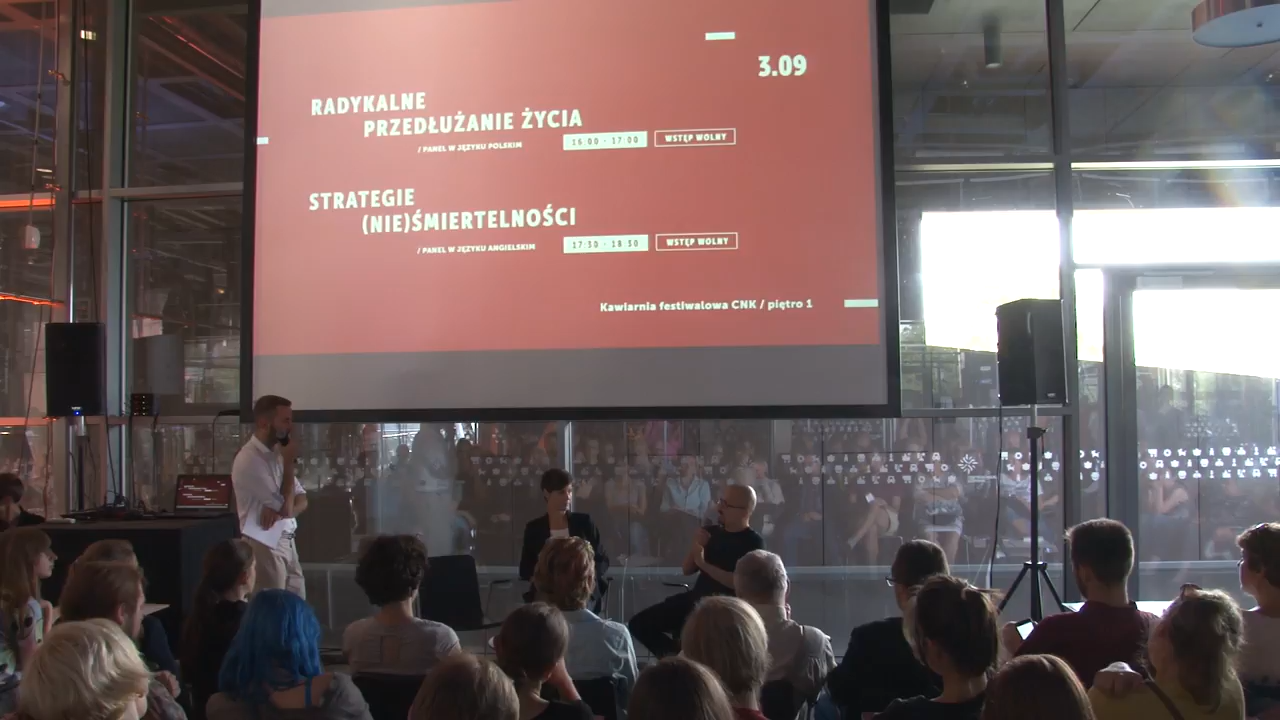 3.09
RADYKALNE
PRZEDŁUŻANIE ŻYCIA
/ PANEL W JĘZYKU POLSKIM
16:00 - 17:00
WSTĘP WOLNY
STRATEGIE
(NIE)ŚMIERTELNOŚCI
/ PANEL W JĘZYKU ANGIELSKIM
17:30 - 18:30
WSTĘP WOLNY
Kawiarnia festiwalowa CNK / piętro 1